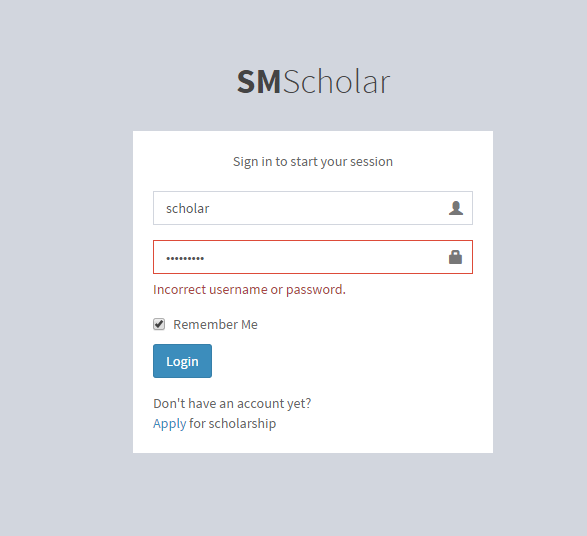 SMScholar
Sign in to start your session
scholar
•••••••••
Incorrect username or password.
Remember Me
Login
Don't have an account yet?
Apply for scholarship